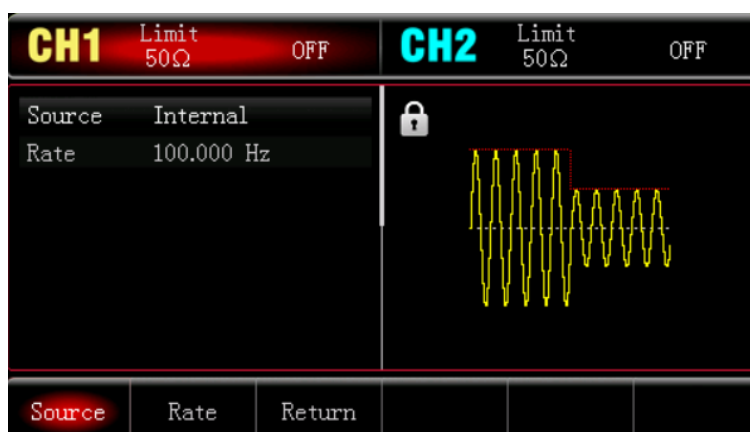 CH1 Limit 50Ω OFF
CH2 Limit 50Ω OFF
Source Internal
Rate 100.000 Hz
Source Rate Return